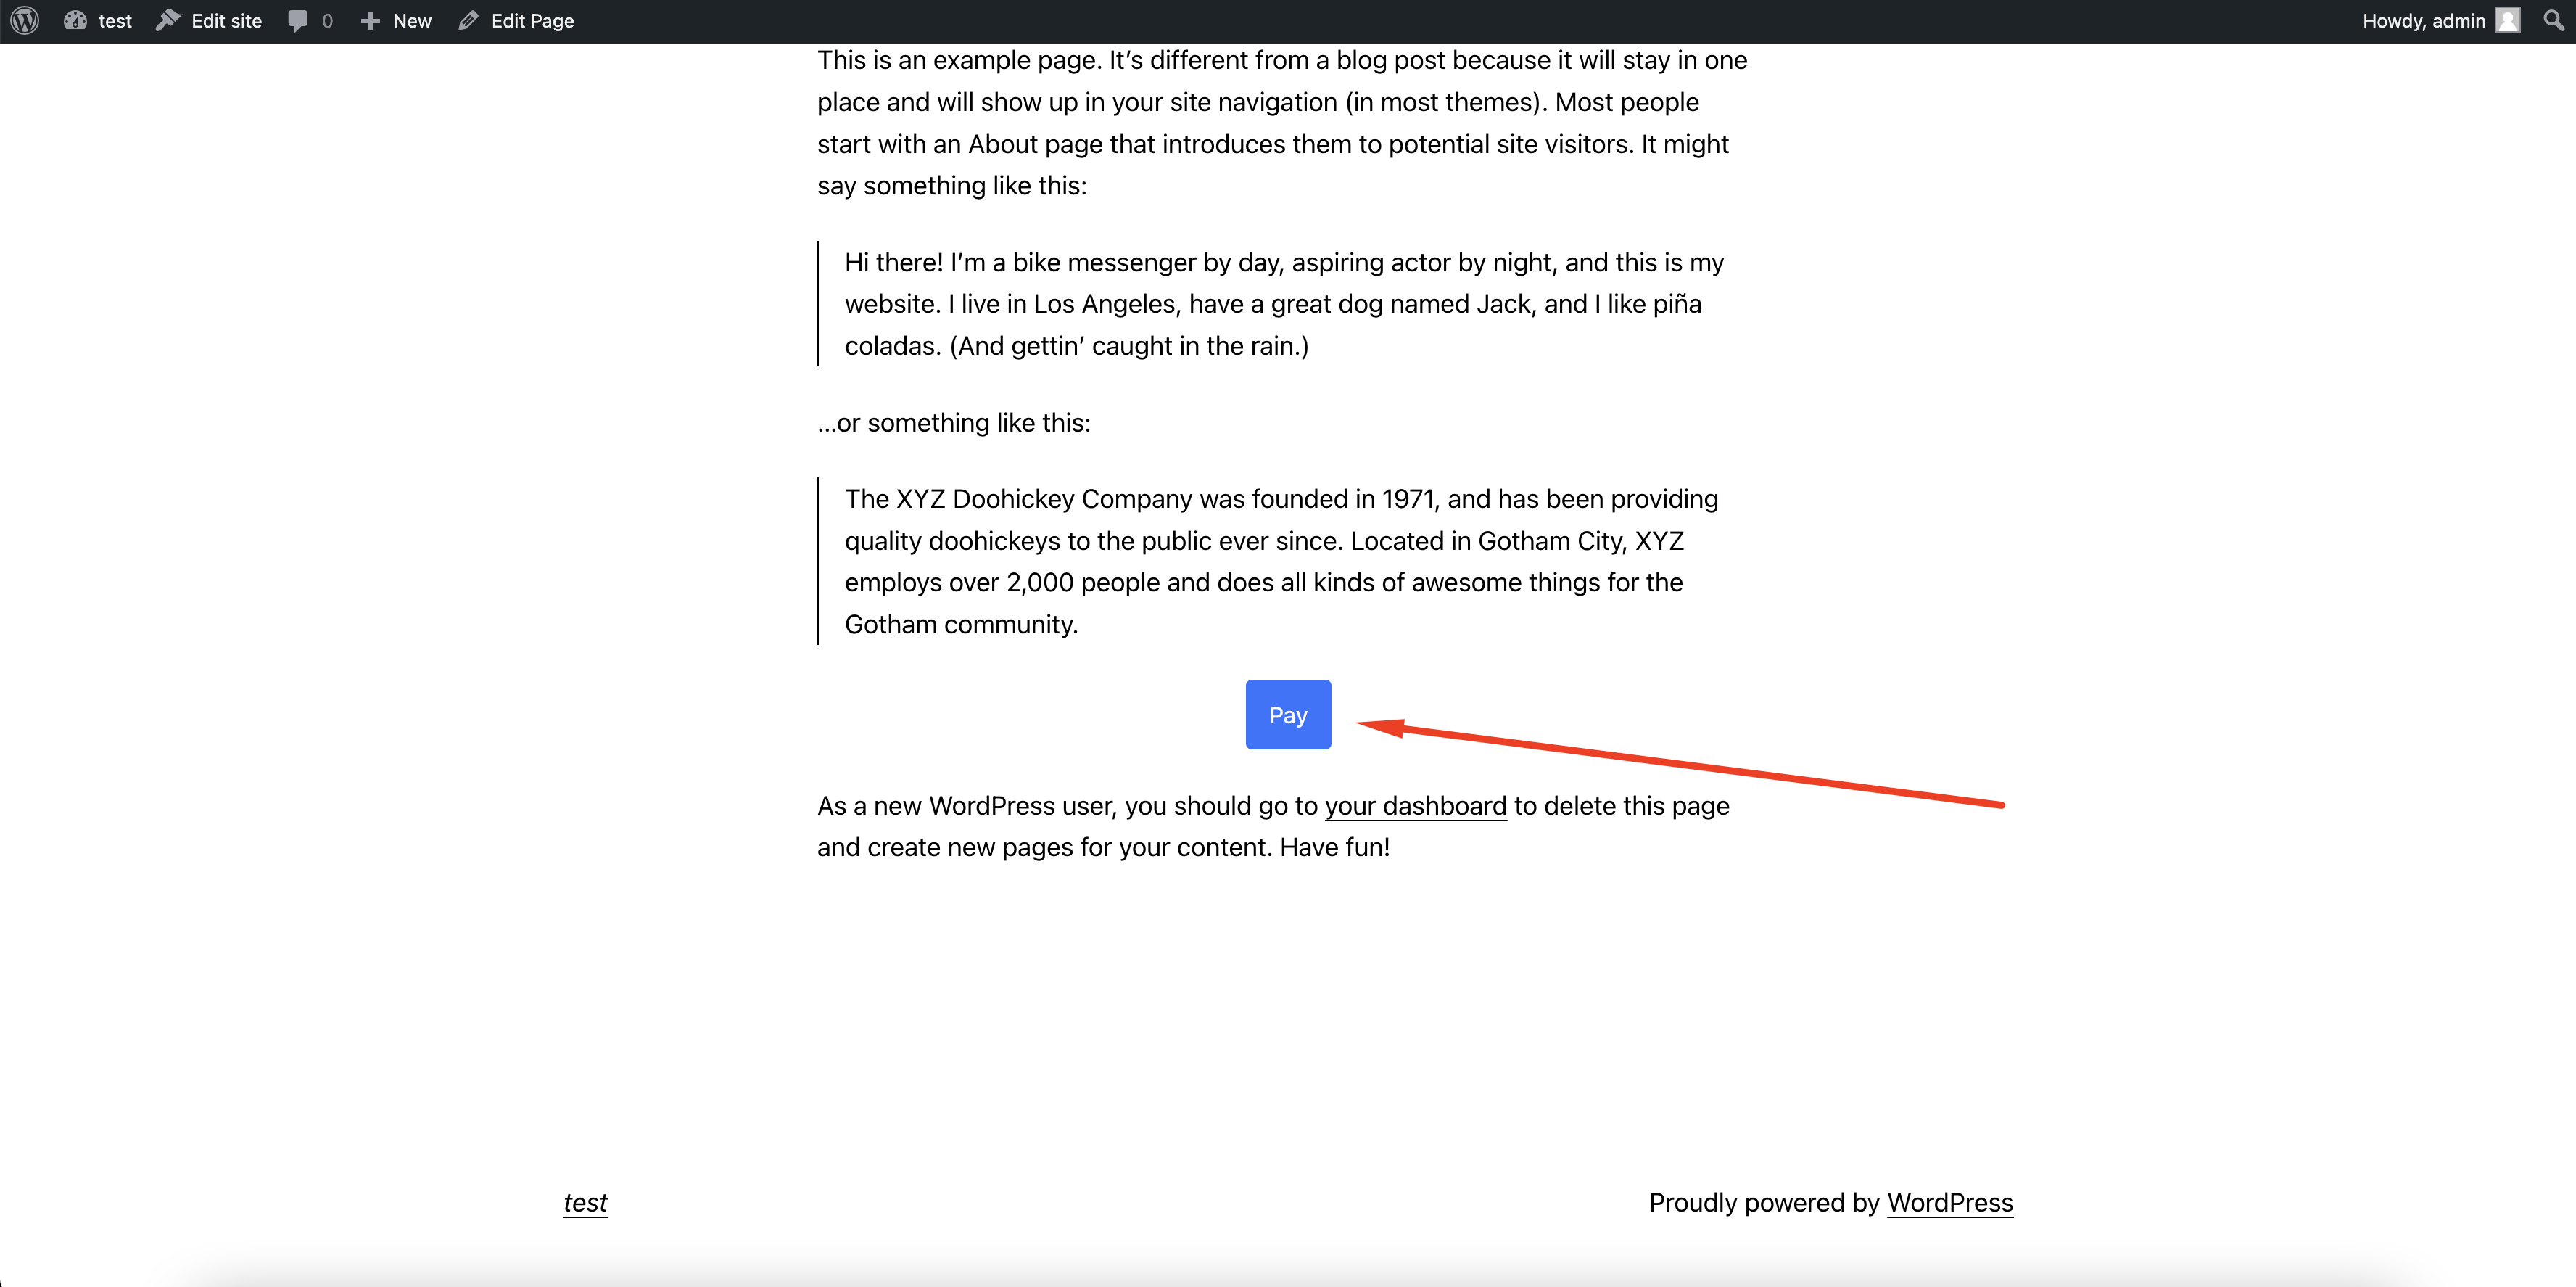 test Edit site 0 New Edit Page Howdy, admin
This is an example page. It’s different from a blog post because it will stay in one
place and will show up in your site navigation (in most themes). Most people
start with an About page that introduces them to potential site visitors. It might
say something like this:
Hi there! I’m a bike messenger by day, aspiring actor by night, and this is my
website. I live in Los Angeles, have a great dog named Jack, and I like piña
coladas. (And gettin’ caught in the rain.)
…or something like this:
The XYZ Doohickey Company was founded in 1971, and has been providing
quality doohickeys to the public ever since. Located in Gotham City, XYZ
employs over 2,000 people and does all kinds of awesome things for the
Gotham community.
Pay
As a new WordPress user, you should go to your dashboard to delete this page
and create new pages for your content. Have fun!
test Proudly powered by WordPress